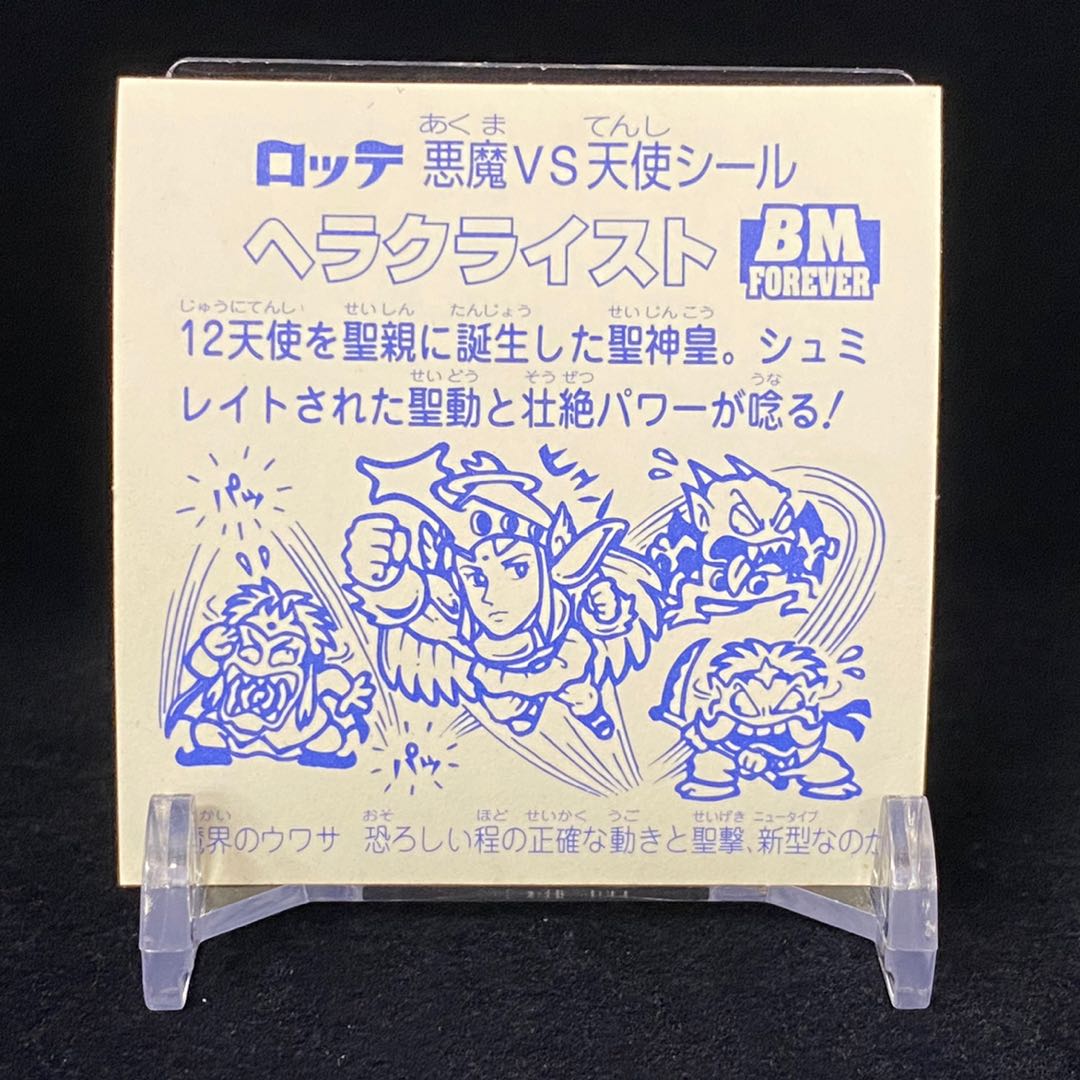 あくま てんし
ロッテ 悪魔VS天使シール
ヘラクライスト
BM
FOREVER
じゅうにてんし せいしん たんじょう せいじんこう
12天使を聖親に誕生した聖神皇。シュミ
せいどう そうぜつ うな
レイトされた聖動と壮絶パワーが唸る!
ヒュッ
パッ
パッ
かい おそ ほど せいかく うご せいげき ニュータイプ
魔界のウワサ 恐ろしい程の正確な動きと聖撃、新型なのか